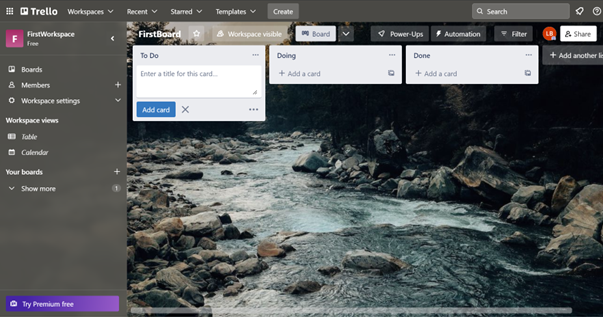 Trello Workspaces Recent Starred Templates Create Search
F FirstWorkspace
Free
FirstBoard Workspace visible Board Power-Ups Automation Filter LB Share
Boards
Members
Workspace settings
Workspace views
Table
Calendar
Your boards
Show more 1
Try Premium free
To Do
Enter a title for this card...
Add card
Doing
Add a card
Done
Add a card
Add another lis